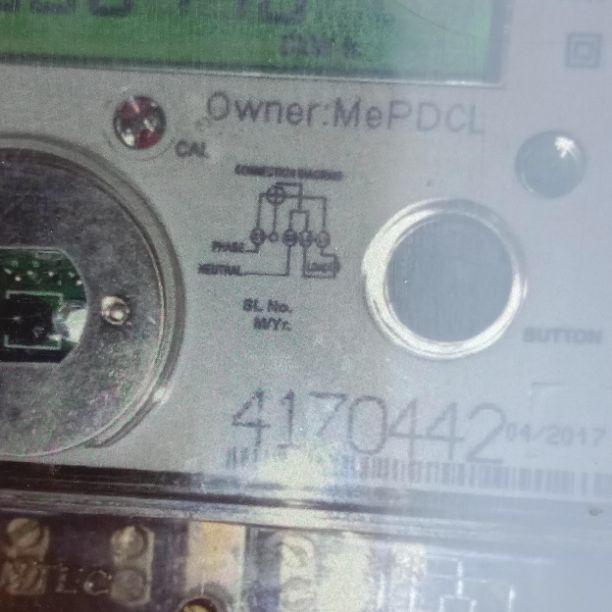 Owner:MePDCL
CAL
CONNECTION DIAGRAM
PHASE
NEUTRAL
LOAD
SL. No.
M/Yr.
BUTTON
4170442 04/2017